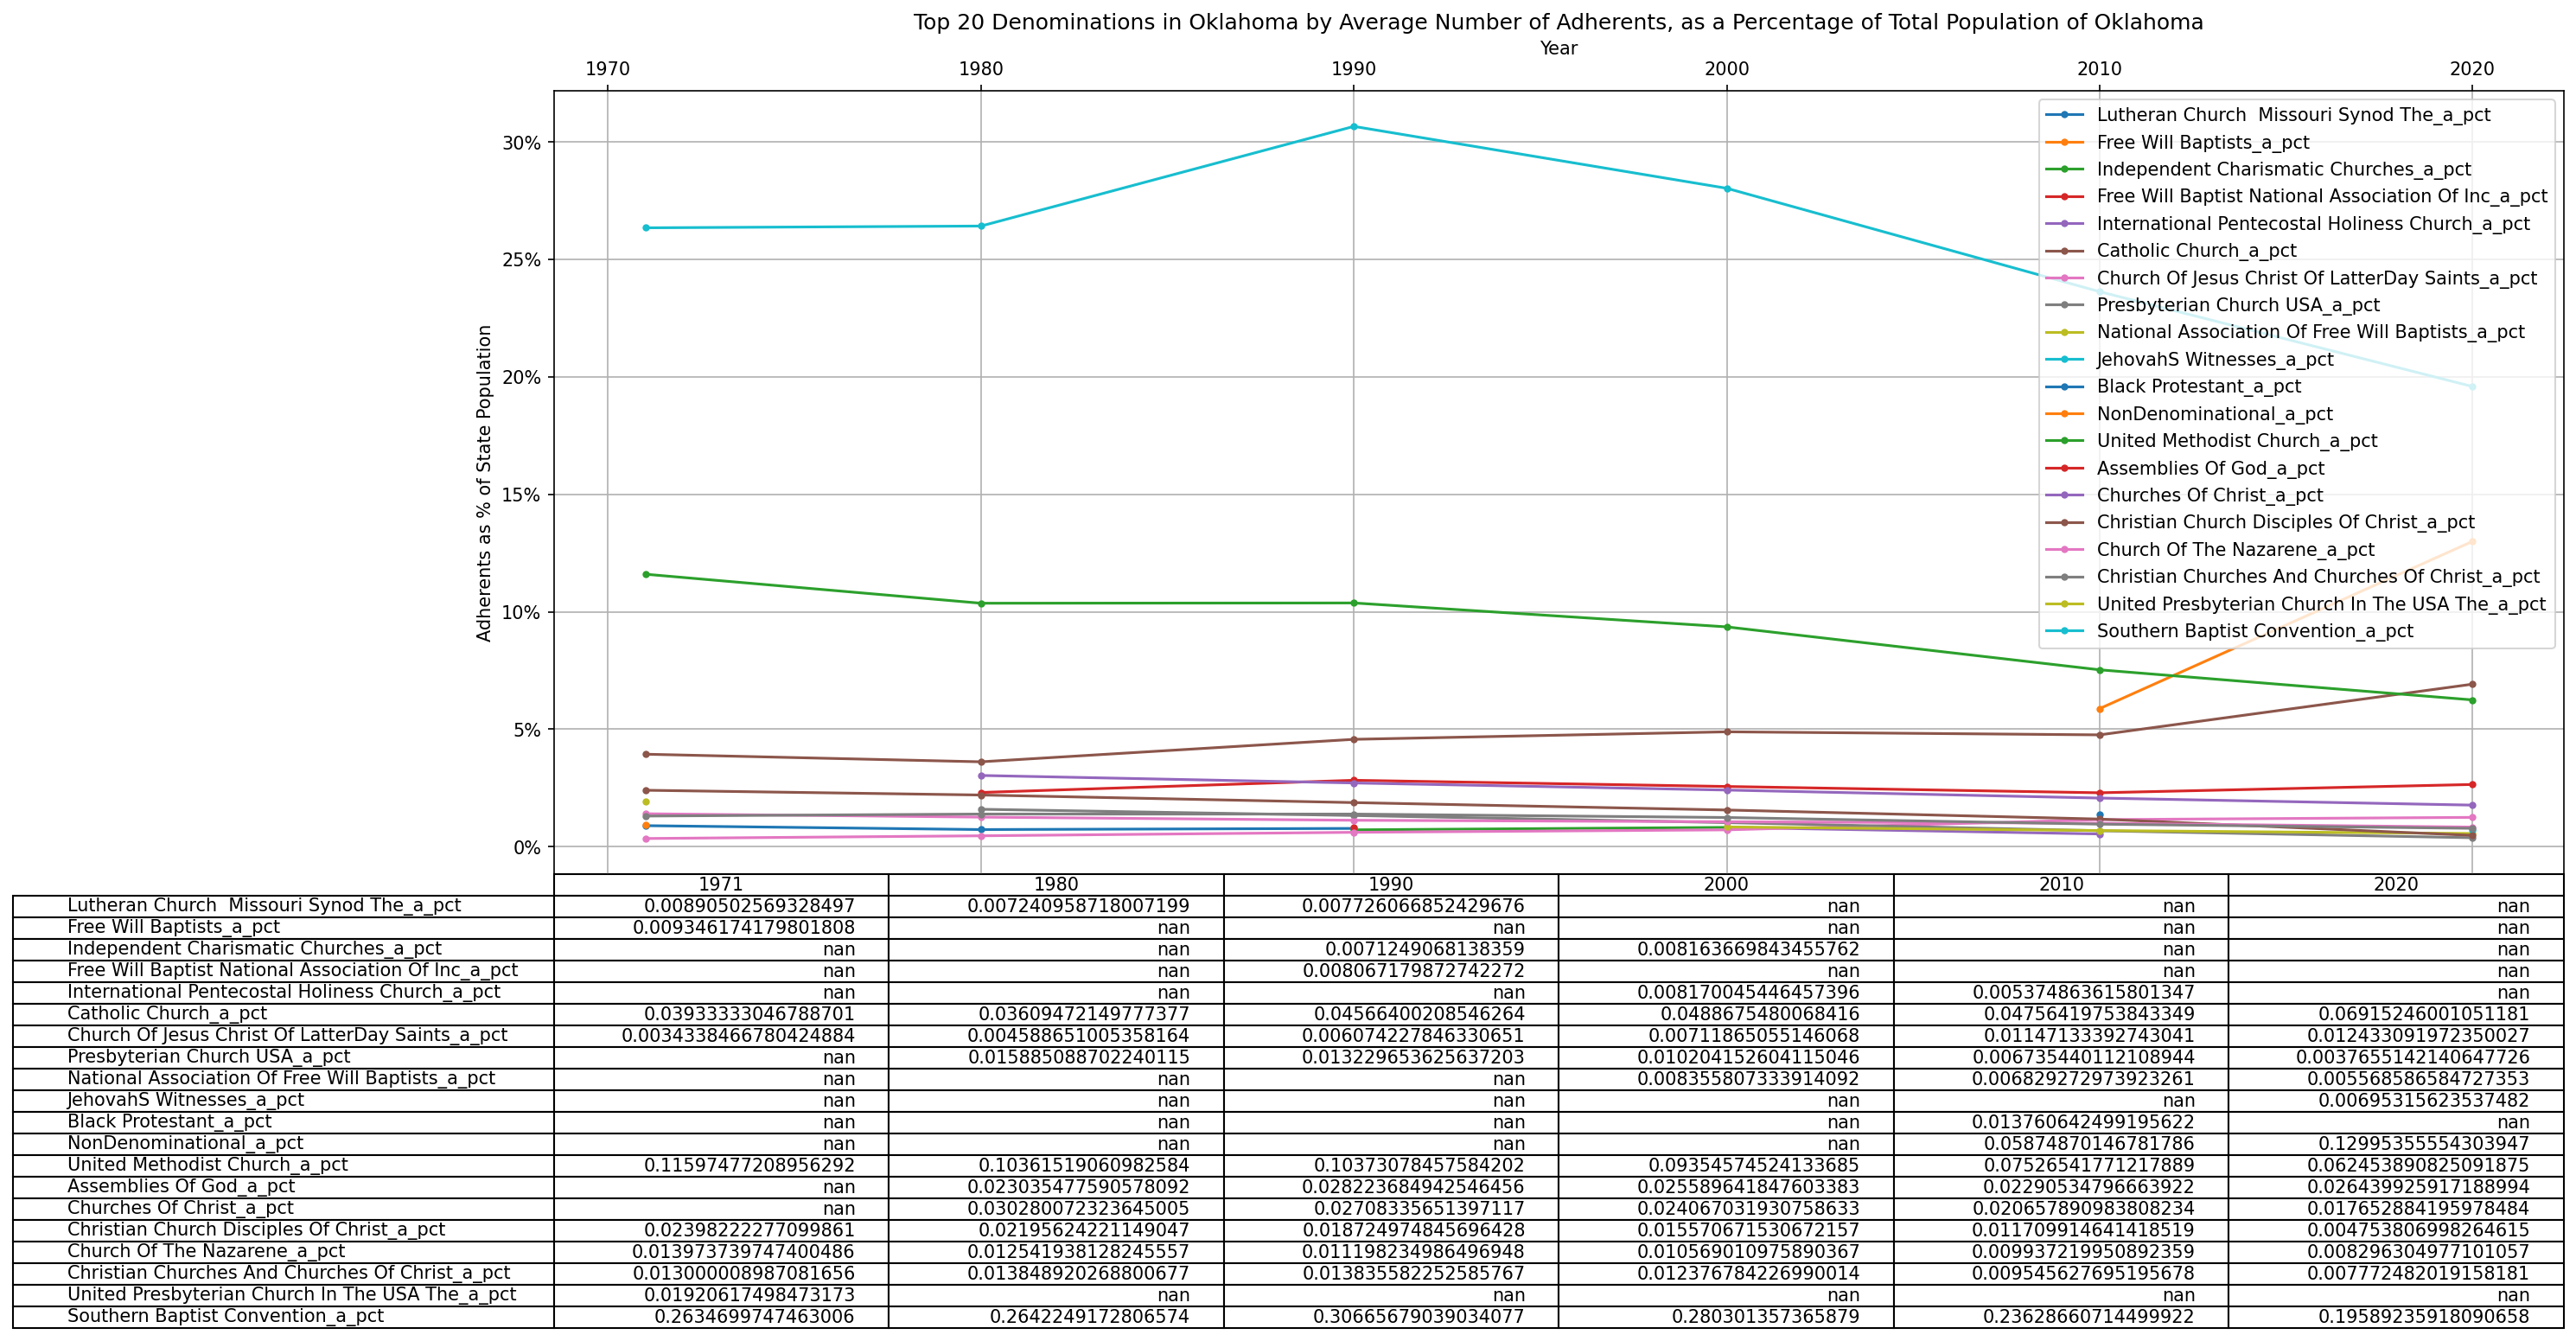 Top 20 Denominations in Oklahoma by Average Number of Adherents, as a Percentage of Total Population of Oklahoma
Year
1970 1980 1990 2000 2010 2020
Adherents as % of State Population
30%
25%
20%
15%
10%
5%
0%
Lutheran Church  Missouri Synod The_a_pct
Free Will Baptists_a_pct
Independent Charismatic Churches_a_pct
Free Will Baptist National Association Of Inc_a_pct
International Pentecostal Holiness Church_a_pct
Catholic Church_a_pct
Church Of Jesus Christ Of LatterDay Saints_a_pct
Presbyterian Church USA_a_pct
National Association Of Free Will Baptists_a_pct
JehovahS Witnesses_a_pct
Black Protestant_a_pct
NonDenominational_a_pct
United Methodist Church_a_pct
Assemblies Of God_a_pct
Churches Of Christ_a_pct
Christian Church Disciples Of Christ_a_pct
Church Of The Nazarene_a_pct
Christian Churches And Churches Of Christ_a_pct
United Presbyterian Church In The USA The_a_pct
Southern Baptist Convention_a_pct
1971 1980 1990 2000 2010 2020
Lutheran Church  Missouri Synod The_a_pct 0.00890502569328497 0.007240958718007199 0.007726066852429676 nan nan nan
Free Will Baptists_a_pct 0.009346174179801808 nan nan nan nan nan
Independent Charismatic Churches_a_pct nan nan 0.0071249068138359 0.008163669843455762 nan nan
Free Will Baptist National Association Of Inc_a_pct nan nan 0.008067179872742272 nan nan nan
International Pentecostal Holiness Church_a_pct nan nan nan 0.008170045446457396 0.005374863615801347 nan
Catholic Church_a_pct 0.03933333046788701 0.03609472149777377 0.04566400208546264 0.0488675480068416 0.04756419753843349 0.06915246001051181
Church Of Jesus Christ Of LatterDay Saints_a_pct 0.0034338466780424884 0.004588651005358164 0.006074227846330651 0.00711865055146068 0.01147133392743041 0.012433091972350027
Presbyterian Church USA_a_pct nan 0.015885088702240115 0.013229653625637203 0.010204152604115046 0.006735440112108944 0.0037655142140647726
National Association Of Free Will Baptists_a_pct nan nan nan 0.008355807333914092 0.006829272973923261 0.005568586584727353
JehovahS Witnesses_a_pct nan nan nan nan nan 0.00695315623537482
Black Protestant_a_pct nan nan nan nan 0.013760642499195622 nan
NonDenominational_a_pct nan nan nan nan 0.05874870146781786 0.12995355554303947
United Methodist Church_a_pct 0.11597477208956292 0.10361519060982584 0.10373078457584202 0.09354574524133685 0.07526541771217889 0.062453890825091875
Assemblies Of God_a_pct nan 0.023035477590578092 0.028223684942546456 0.025589641847603383 0.02290534796663922 0.026439925917188994
Churches Of Christ_a_pct nan 0.030280072323645005 0.02708335651397117 0.024067031930758633 0.020657890983808234 0.017652884195978484
Christian Church Disciples Of Christ_a_pct 0.02398222277099861 0.02195624221149047 0.018724974845696428 0.015570671530672157 0.011709914641418519 0.004753806998264615
Church Of The Nazarene_a_pct 0.013973739747400486 0.012541938128245557 0.011198234986496948 0.010569010975890367 0.009937219950892359 0.008296304977101057
Christian Churches And Churches Of Christ_a_pct 0.013000008987081656 0.013848920268800677 0.013835582252585767 0.012376784226990014 0.009545627695195678 0.007772482019158181
United Presbyterian Church In The USA The_a_pct 0.01920617498473173 nan nan nan nan nan
Southern Baptist Convention_a_pct 0.2634699747463006 0.2642249172806574 0.30665679039034077 0.280301357365879 0.23628660714499922 0.19589235918090658